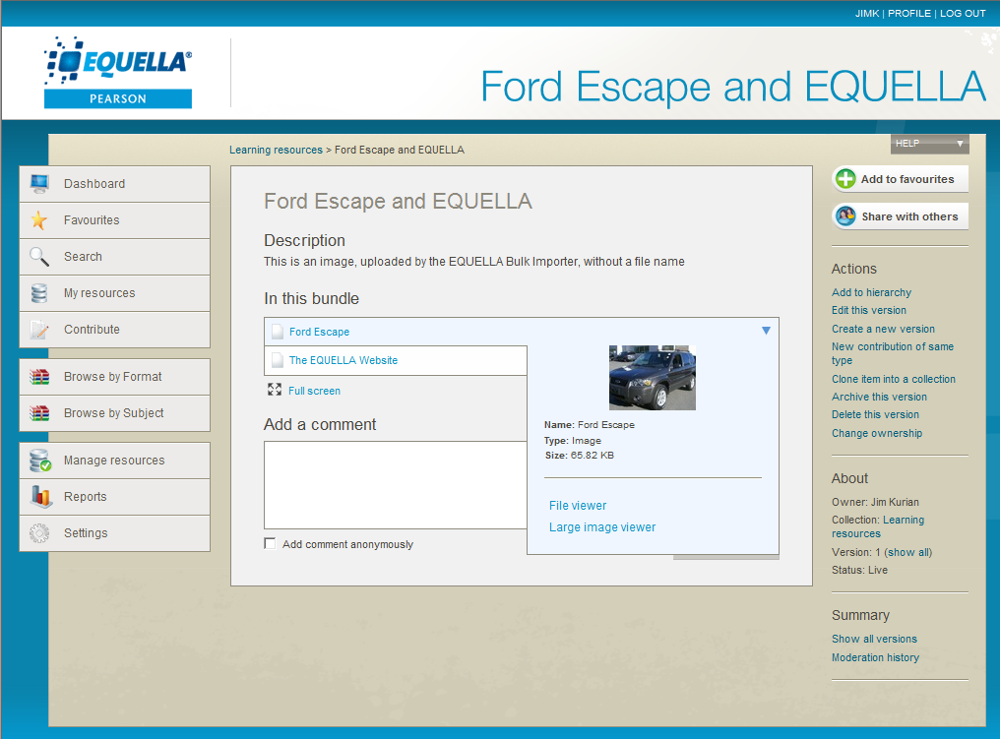 JIMK | PROFILE | LOG OUT
EQUELLA®
PEARSON
Ford Escape and EQUELLA
HELP
Learning resources > Ford Escape and EQUELLA
Dashboard
Favourites
Search
My resources
Contribute
Browse by Format
Browse by Subject
Manage resources
Reports
Settings
Ford Escape and EQUELLA
Description
This is an image, uploaded by the EQUELLA Bulk Importer, without a file name
In this bundle
Ford Escape
The EQUELLA Website
Full screen
Name: Ford Escape
Type: Image
Size: 65.82 KB
File viewer
Large image viewer
Add a comment
Add comment anonymously
Add to favourites
Share with others
Actions
Add to hierarchy
Edit this version
Create a new version
New contribution of same
type
Clone item into a collection
Archive this version
Delete this version
Change ownership
About
Owner: Jim Kurian
Collection: Learning
resources
Version: 1 (show all)
Status: Live
Summary
Show all versions
Moderation history